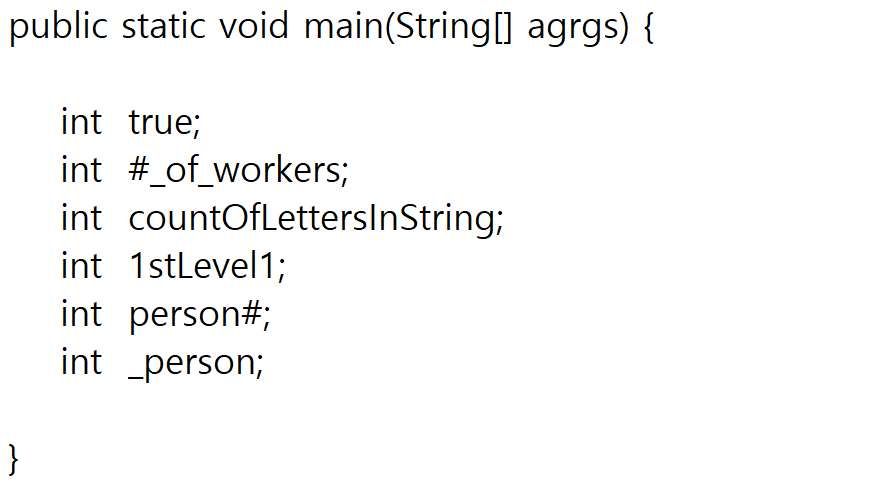 public static void main(String[] agrgs) {
int true;
int #_of_workers;
int countOfLettersInString;
int 1stLevel1;
int person#;
int _person;
}